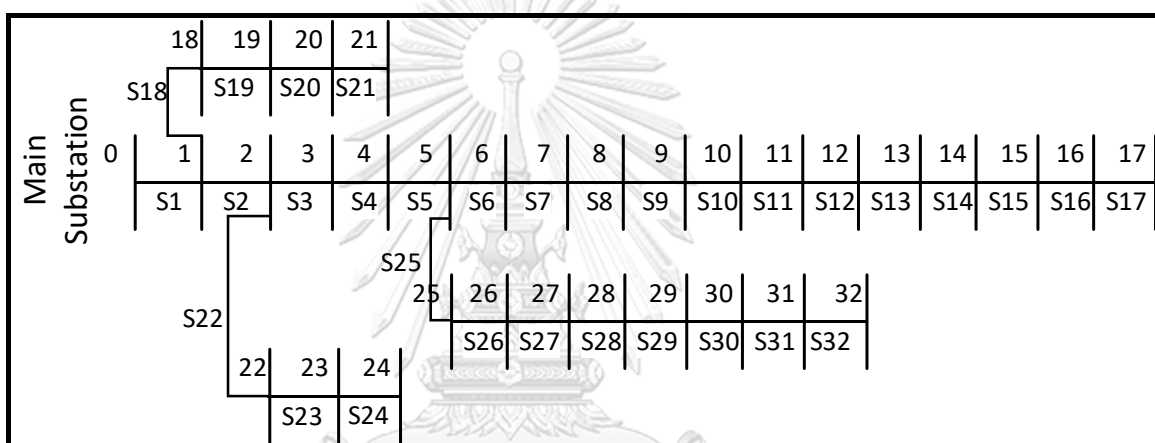 18 19 20 21
S18 S19 S20 S21
Main
Substation
0 1 2 3 4 5 6 7 8 9 10 11 12 13 14 15 16 17
S1 S2 S3 S4 S5 S6 S7 S8 S9 S10 S11 S12 S13 S14 S15 S16 S17
S25
25 26 27 28 29 30 31 32
S22
S26 S27 S28 S29 S30 S31 S32
22 23 24
S23 S24